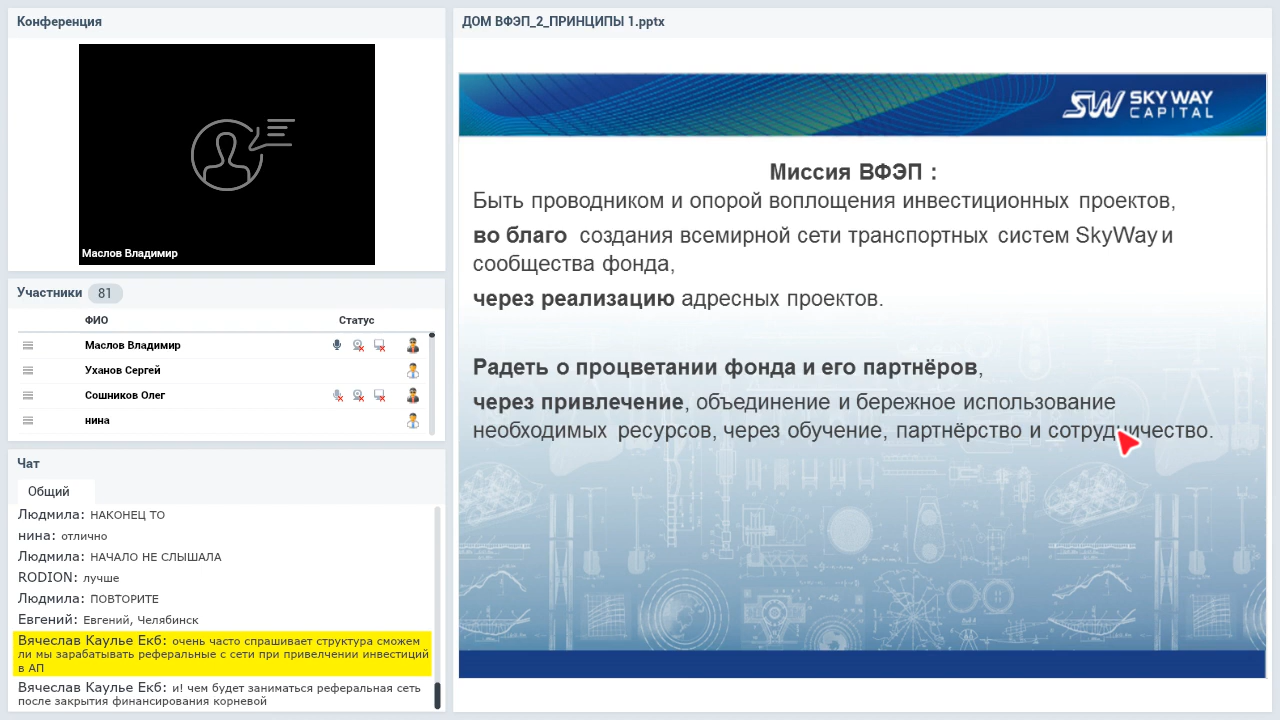 Конференция
Маслов Владимир
Участники 81
ФИО Статус
Маслов Владимир
Уханов Сергей
Сошников Олег
нина
Чат
Общий
Людмила: НАКОНЕЦ ТО
нина: отлично
Людмила: НАЧАЛО НЕ СЛЫШАЛА
RODION: лучше
Людмила: ПОВТОРИТЕ
Евгений: Евгений, Челябинск
Вячеслав Каулье Екб: очень часто спрашивает структура сможем
ли мы зарабатывать реферальные с сети при привелчении инвестиций
в АП
Вячеслав Каулье Екб: и! чем будет заниматься реферальная сеть
после закрытия финансирования корневой
ДОМ ВФЭП_2_ПРИНЦИПЫ 1.pptx
SW SKY WAY
CAPITAL
Миссия ВФЭП :
Быть проводником и опорой воплощения инвестиционных проектов,
во благо создания всемирной сети транспортных систем SkyWay и
сообщества фонда,
через реализацию адресных проектов.
Радеть о процветании фонда и его партнёров,
через привлечение, объединение и бережное использование
необходимых ресурсов, через обучение, партнёрство и сотрудничество.